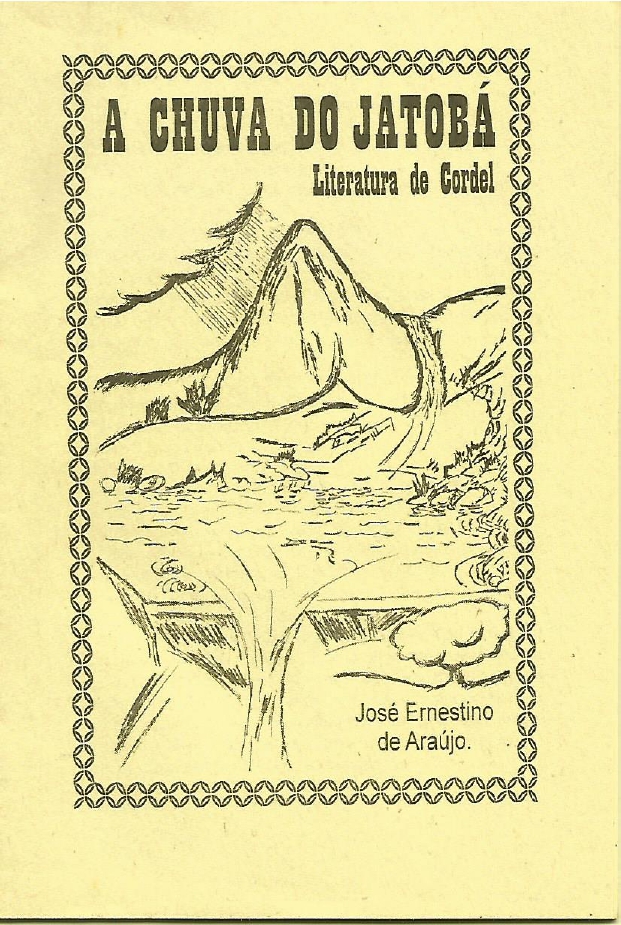 A CHUVA DO JATOBÁ
Literatura de Cordel
José Ernestino
de Araújo.